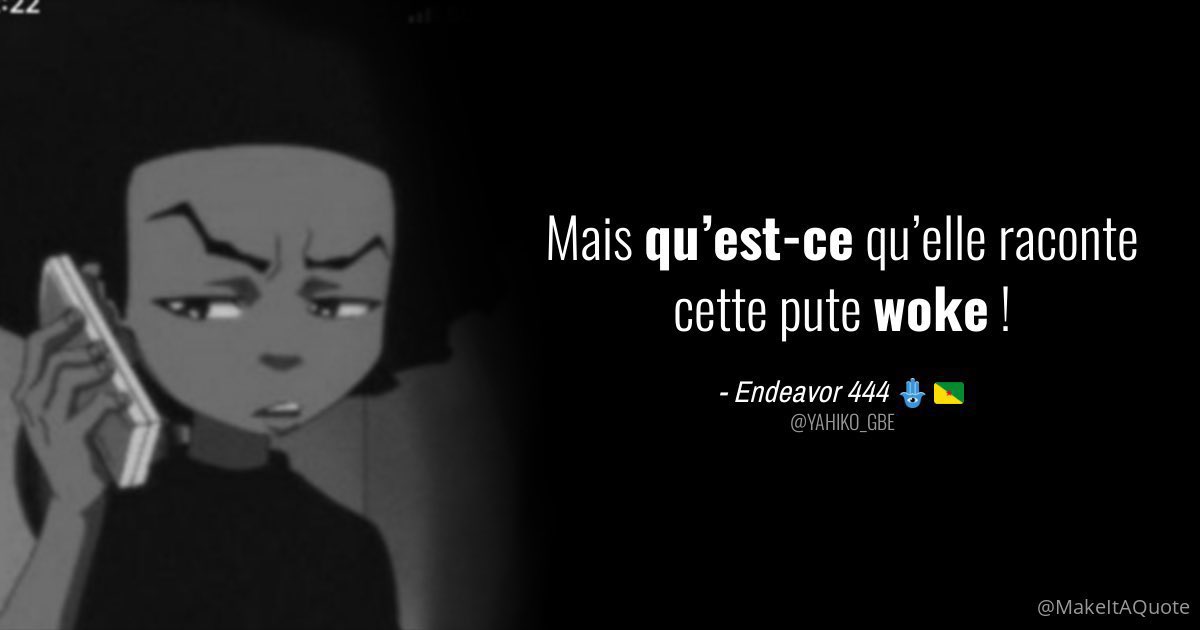 :22
Mais qu’est-ce qu’elle raconte
cette pute woke !
- Endeavor 444 🪬 🇬🇫
@YAHIKO_GBE
@MakeItAQuote